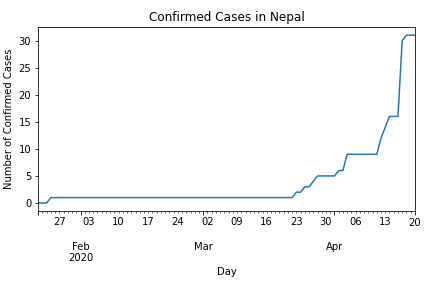 Confirmed Cases in Nepal
Number of Confirmed Cases
30
25
20
15
10
5
0
27 03 10 17 24 02 09 16 23 30 06 13 20
Feb Mar Apr
2020
Day